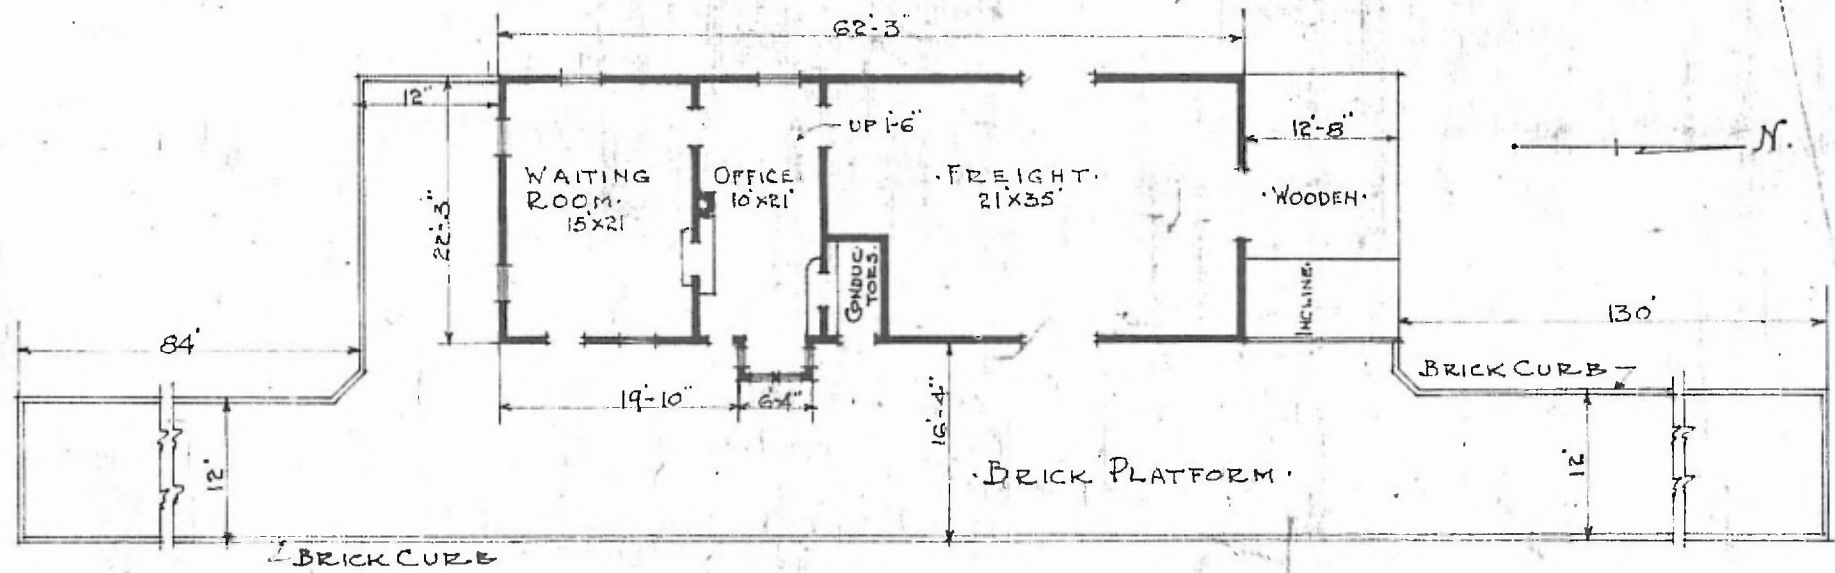 62'-3"
12"
UP 1'-6"
12'-8"
N.
WAITING
ROOM.
15'x21'
OFFICE.
10'x21'
·FREIGHT·
21'x35'
·WOODEN·
22'-3"
CONDUC-
TORS.
INCLINE.
84'
130'
BRICK CURB
19'-10"
6'-4"
16'-4"
12'
·BRICK PLATFORM·
12'
BRICK CURB